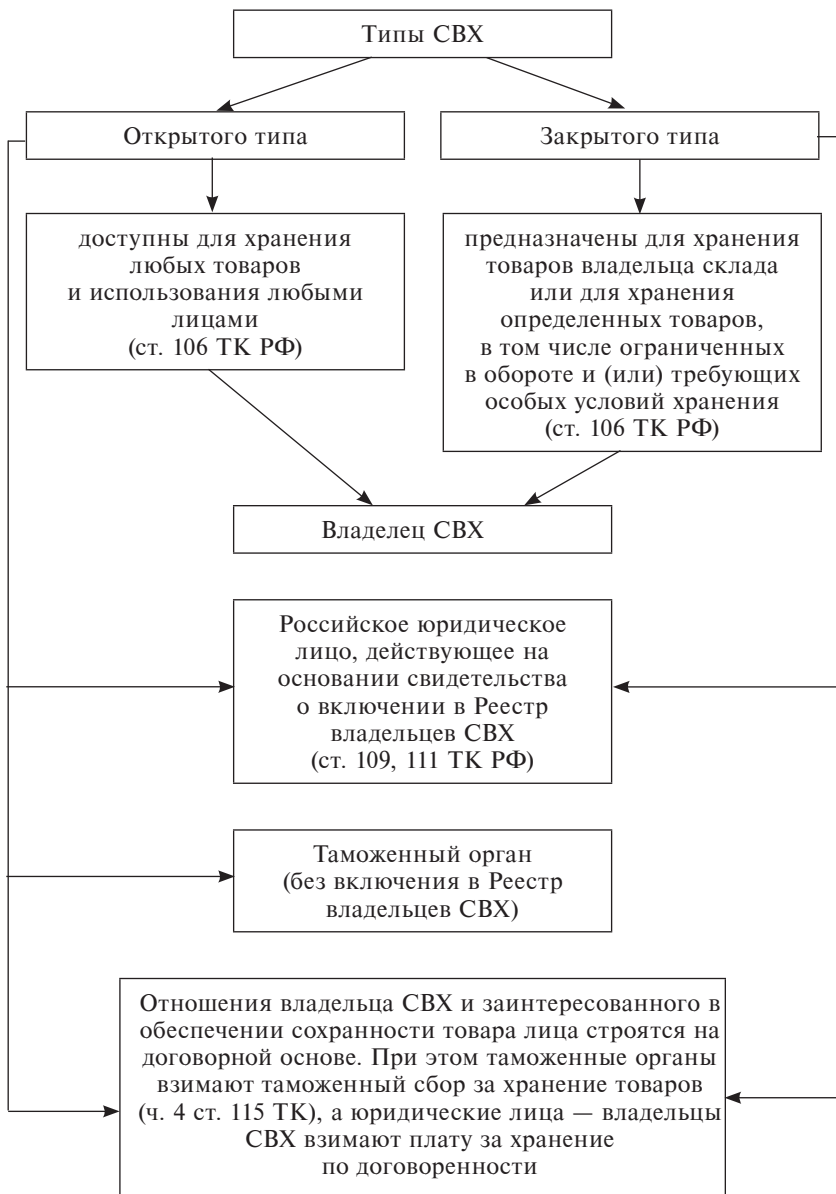 Типы СВХ
Открытого типа
Закрытого типа
доступны для хранения
любых товаров
и использования любыми
лицами
(ст. 106 ТК РФ)
предназначены для хранения
товаров владельца склада
или для хранения
определенных товаров,
в том числе ограниченных
в обороте и (или) требующих
особых условий хранения
(ст. 106 ТК РФ)
Владелец СВХ
Российское юридическое
лицо, действующее на
основании свидетельства
о включении в Реестр
владельцев СВХ
(ст. 109, 111 ТК РФ)
Таможенный орган
(без включения в Реестр
владельцев СВХ)
Отношения владельца СВХ и заинтересованного в
обеспечении сохранности товара лица строятся на
договорной основе. При этом таможенные органы
взимают таможенный сбор за хранение товаров
(ч. 4 ст. 115 ТК), а юридические лица — владельцы
СВХ взимают плату за хранение
по договоренности